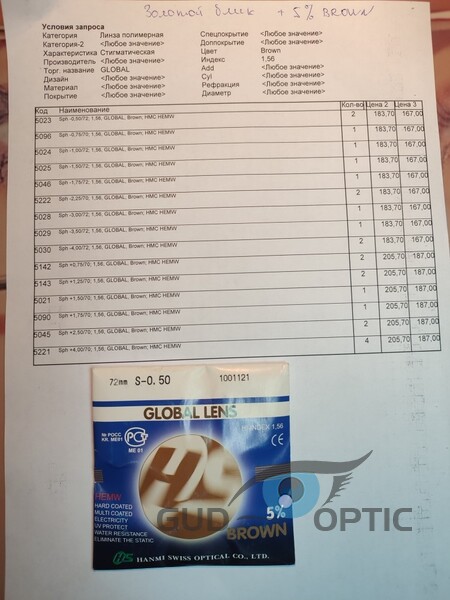 Золотой блик + 5% BROWN
Условия запроса
Категория Линза полимерная Спецпокрытие <Любое значение>
Категория-2 <Любое значение> Доппокрытие <Любое значение>
Характеристика Стигматическая Цвет Brown
Производитель <Любое значение> Индекс 1,56
Торг. название GLOBAL Add <Любое значение>
Дизайн <Любое значение> Cyl <Любое значение>
Материал <Любое значение> Рефракция <Любое значение>
Покрытие <Любое значение> Диаметр <Любое значение>
Код Наименование Кол-во Цена 2 Цена 3
5023 Sph -0,50/72; 1,56; GLOBAL; Brown; HMC HEMW 2 183,70 167,00
5096 Sph -0,75/70; 1,56; GLOBAL; Brown; HMC HEMW 1 183,70 167,00
5024 Sph -1,00/72; 1,56; GLOBAL; Brown; HMC HEMW 1 183,70 167,00
5025 Sph -1,50/72; 1,56; GLOBAL; Brown; HMC HEMW 1 183,70 167,00
5046 Sph -1,75/72; 1,56; GLOBAL; Brown; HMC HEMW 1 183,70 167,00
5222 Sph -2,25/70; 1,56; GLOBAL; Brown; HMC HEMW 2 183,70 167,00
5028 Sph -3,00/72; 1,56; GLOBAL; Brown; HMC HEMW 1 183,70 167,00
5029 Sph -3,50/72; 1,56; GLOBAL; Brown; HMC HEMW 1 183,70 167,00
5030 Sph -4,00/72; 1,56; GLOBAL; Brown; HMC HEMW 2 183,70 167,00
5142 Sph +0,75/70; 1,56; GLOBAL; Brown; HMC HEMW 2 205,70 187,00
5143 Sph +1,25/70; 1,56; GLOBAL; Brown; HMC HEMW 2 205,70 187,00
5021 Sph +1,50/70; 1,56; GLOBAL; Brown; HMC HEMW 1 205,70 187,00
5090 Sph +1,75/70; 1,56; GLOBAL; Brown; HMC HEMW 1 205,70 187,00
5045 Sph +2,50/70; 1,56; GLOBAL; Brown; HMC HEMW 2 205,70 187,00
5221 Sph +4,00/70; 1,56; GLOBAL; Brown; HMC HEMW 4 205,70 187,00
72mm S-0.50 1001121
GLOBAL LENS
INDEX 1,56
№ РОСС
KR. ME01
РС
ME 01
CE
HS
HEMW
HARD COATED
MULTI COATED
ELECTRICITY
UV PROTECT
WATER RESISTANCE
ELIMINATE THE STATIC
5%
BROWN
GUD OPTIC
HS HANMI SWISS OPTICAL CO., LTD.